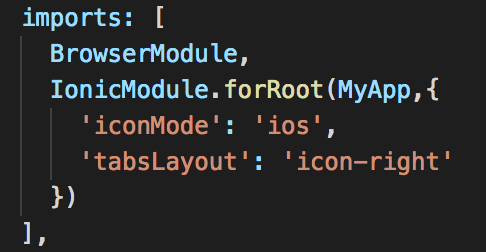 imports: [
BrowserModule,
IonicModule.forRoot(MyApp,{
'iconMode': 'ios',
'tabsLayout': 'icon-right'
})
],